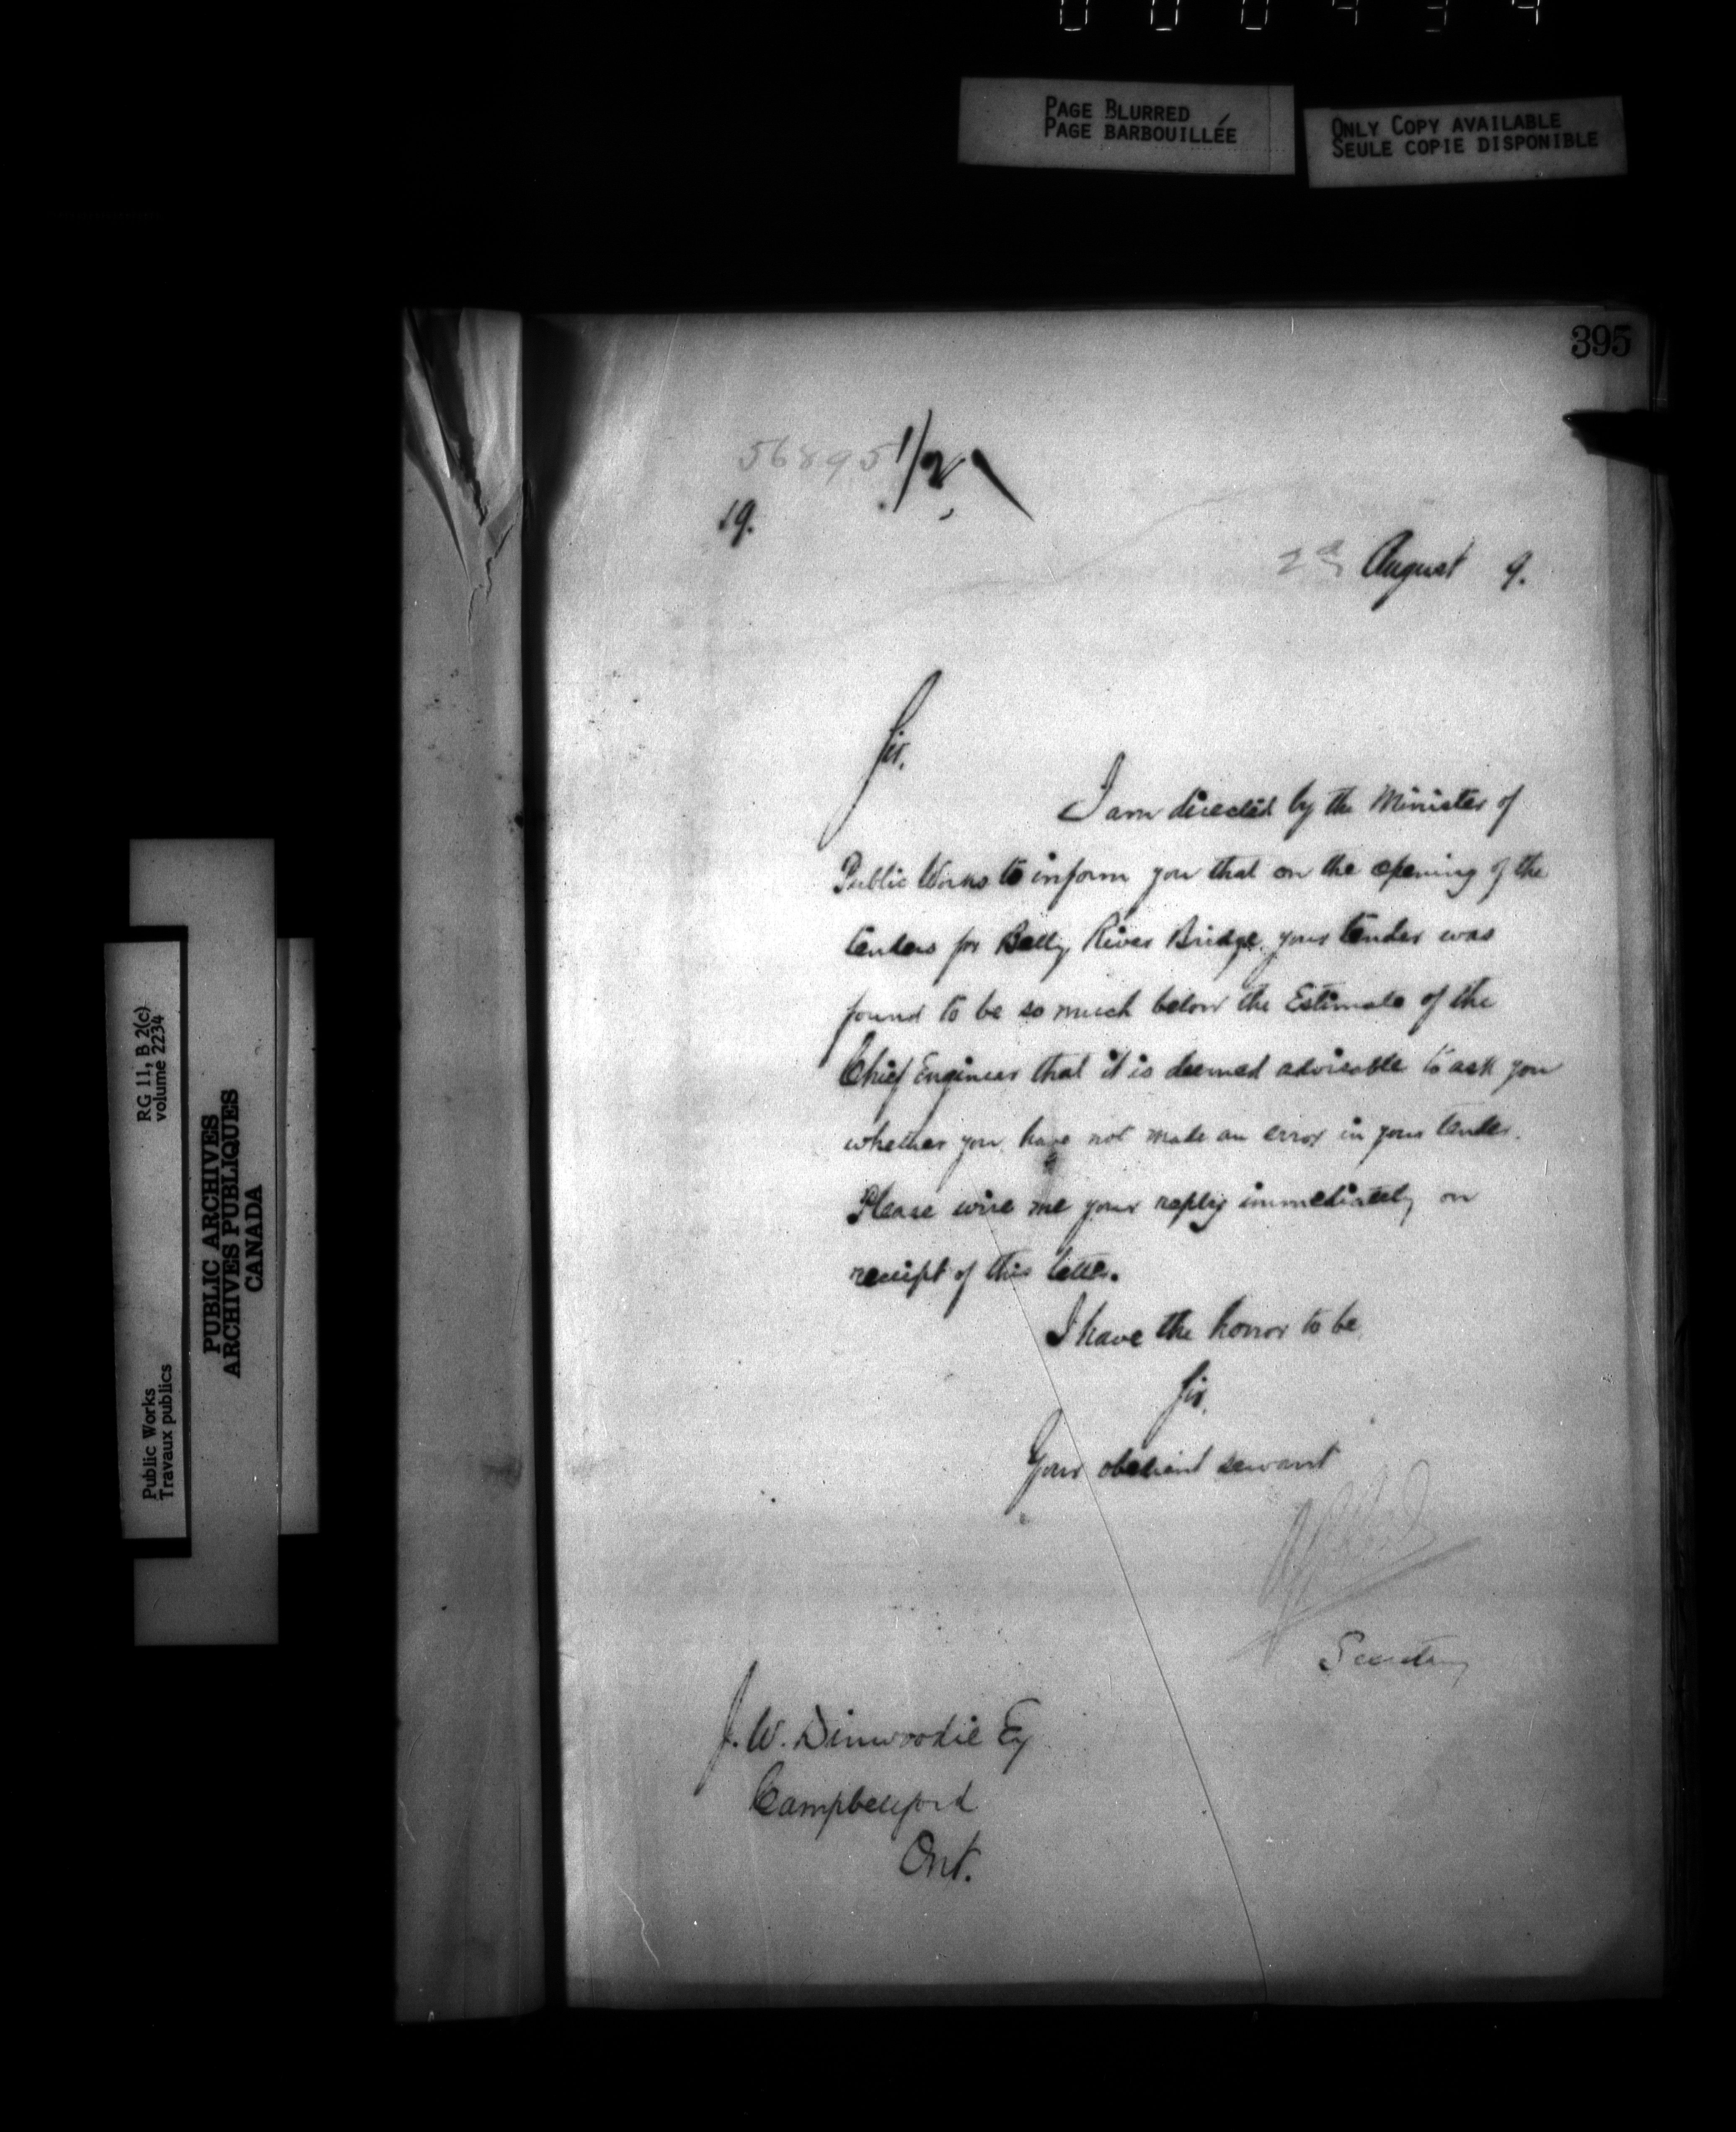 PAGE BLURRED
PAGE BARBOUILLÉE
ONLY COPY AVAILABLE
SEULE COPIE DISPONIBLE
395
56895 1/2
19.
2nd August 9.
Sir,
I am directed by the Minister of
Public Works to inform you that on the opening of the
tenders for Belly River Bridge, your tender was
found to be so much below the Estimate of the
Chief Engineer that it is deemed advisable to ask you
whether you have not made an error in your tender.
Please wire me your reply immediately on
receipt of this letter.
I have the honor to be
Sir,
Your obedient servant
Secretary
J. W. Dinwoodie Esq
Campbellford
Ont.
RG 11, B 2(c)
volume 2234
Public Works
Travaux publics
PUBLIC ARCHIVES
ARCHIVES PUBLIQUES
CANADA